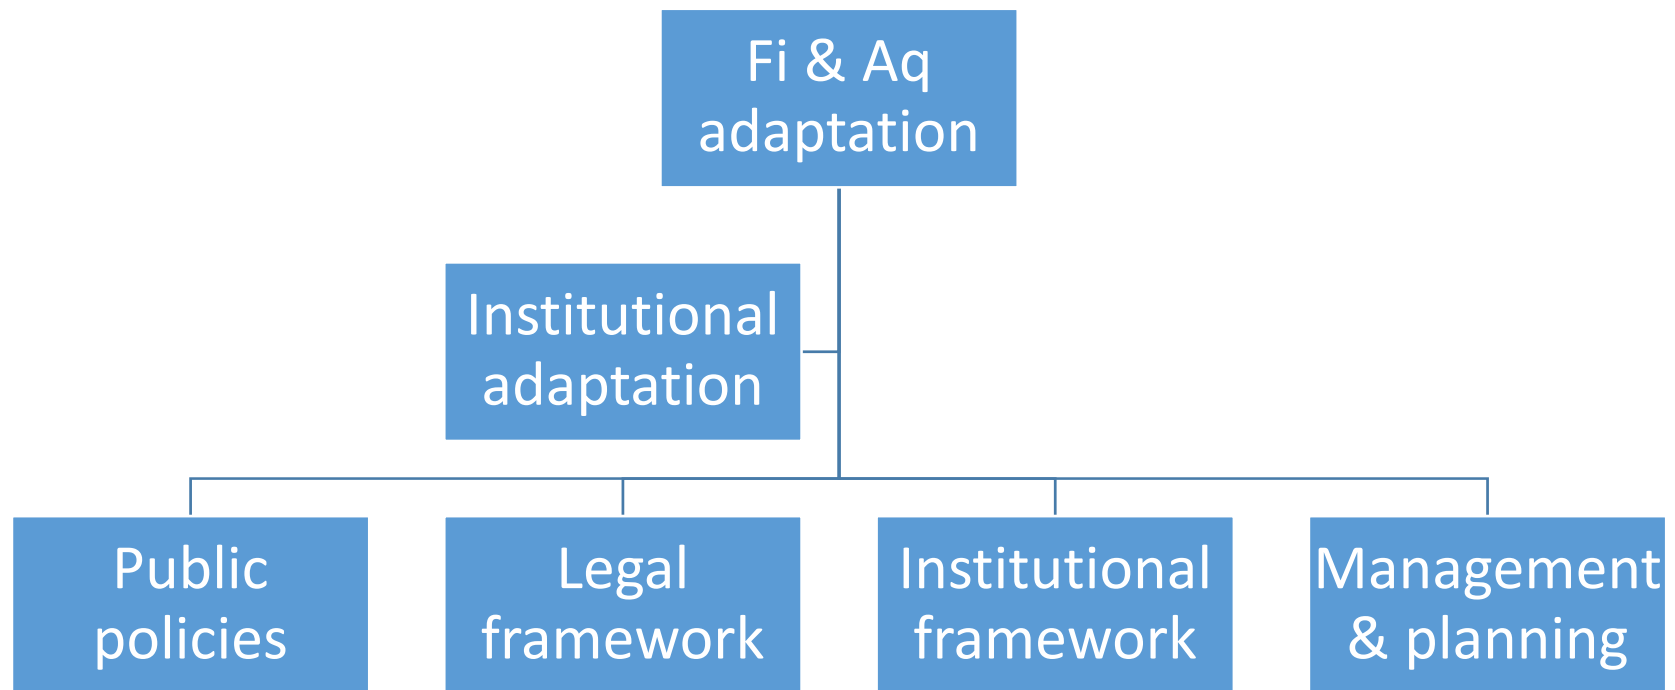 Fi & Aq
adaptation
Institutional
adaptation
Public
policies
Legal
framework
Institutional
framework
Management
& planning